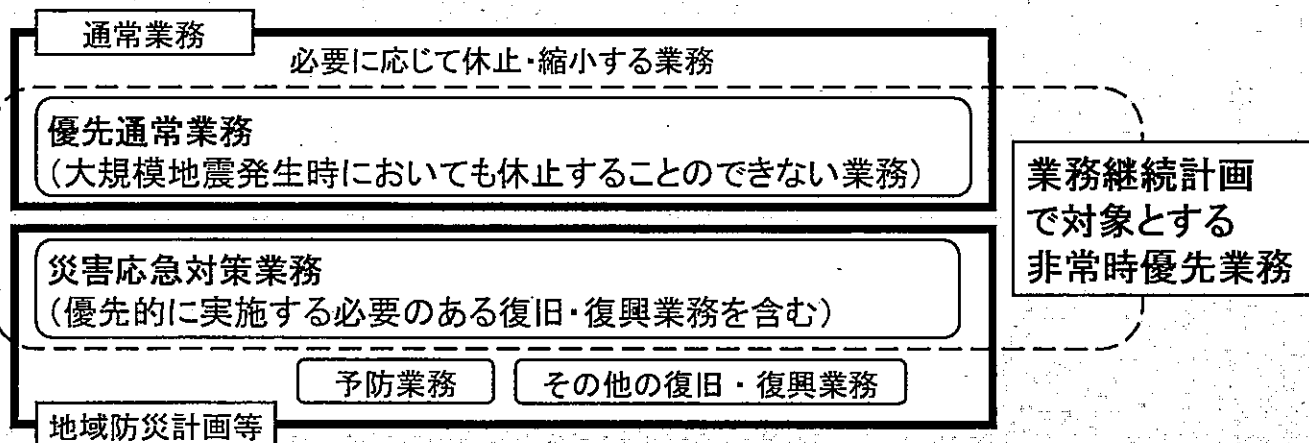 通常業務
必要に応じて休止・縮小する業務
優先通常業務
(大規模地震発生時においても休止することのできない業務)
業務継続計画
で対象とする
非常時優先業務
災害応急対策業務
(優先的に実施する必要のある復旧・復興業務を含む)
予防業務
その他の復旧・復興業務
地域防災計画等